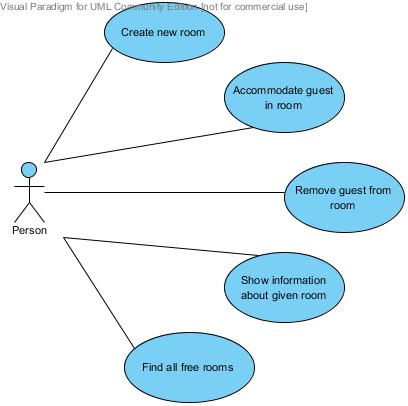 Visual Paradigm for UML Community Edition [not for commercial use]
Create new room
Accommodate guest
in room
Remove guest from
room
Person
Show information
about given room
Find all free rooms